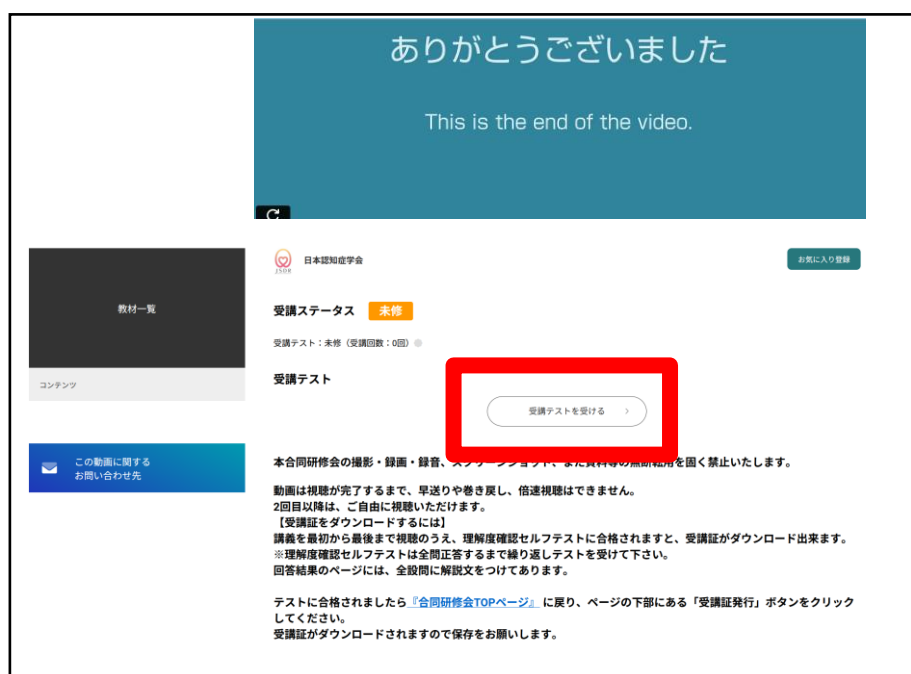 ありがとうございました
This is the end of the video.
JSDR
日本認知症学会
お気に入り登録
教材一覧
受講ステータス 未修
受講テスト：未修（受講回数：0回）
コンテンツ
受講テスト
受講テストを受ける
この動画に関する
お問い合わせ先
本合同研修会の撮影・録画・録音、スクリーンショット、また資料等の無断転用を固く禁止いたします。
動画は視聴が完了するまで、早送りや巻き戻し、倍速視聴はできません。
2回目以降は、ご自由に視聴いただけます。
【受講証をダウンロードするには】
講義を最初から最後まで視聴のうえ、理解度確認セルフテストに合格されますと、受講証がダウンロード出来ます。
※理解度確認セルフテストは全問正答するまで繰り返しテストを受けて下さい。
回答結果のページには、全設問に解説文をつけてあります。
テストに合格されましたら『合同研修会TOPページ』 に戻り、ページの下部にある「受講証発行」ボタンをクリック
してください。
受講証がダウンロードされますので保存をお願いします。